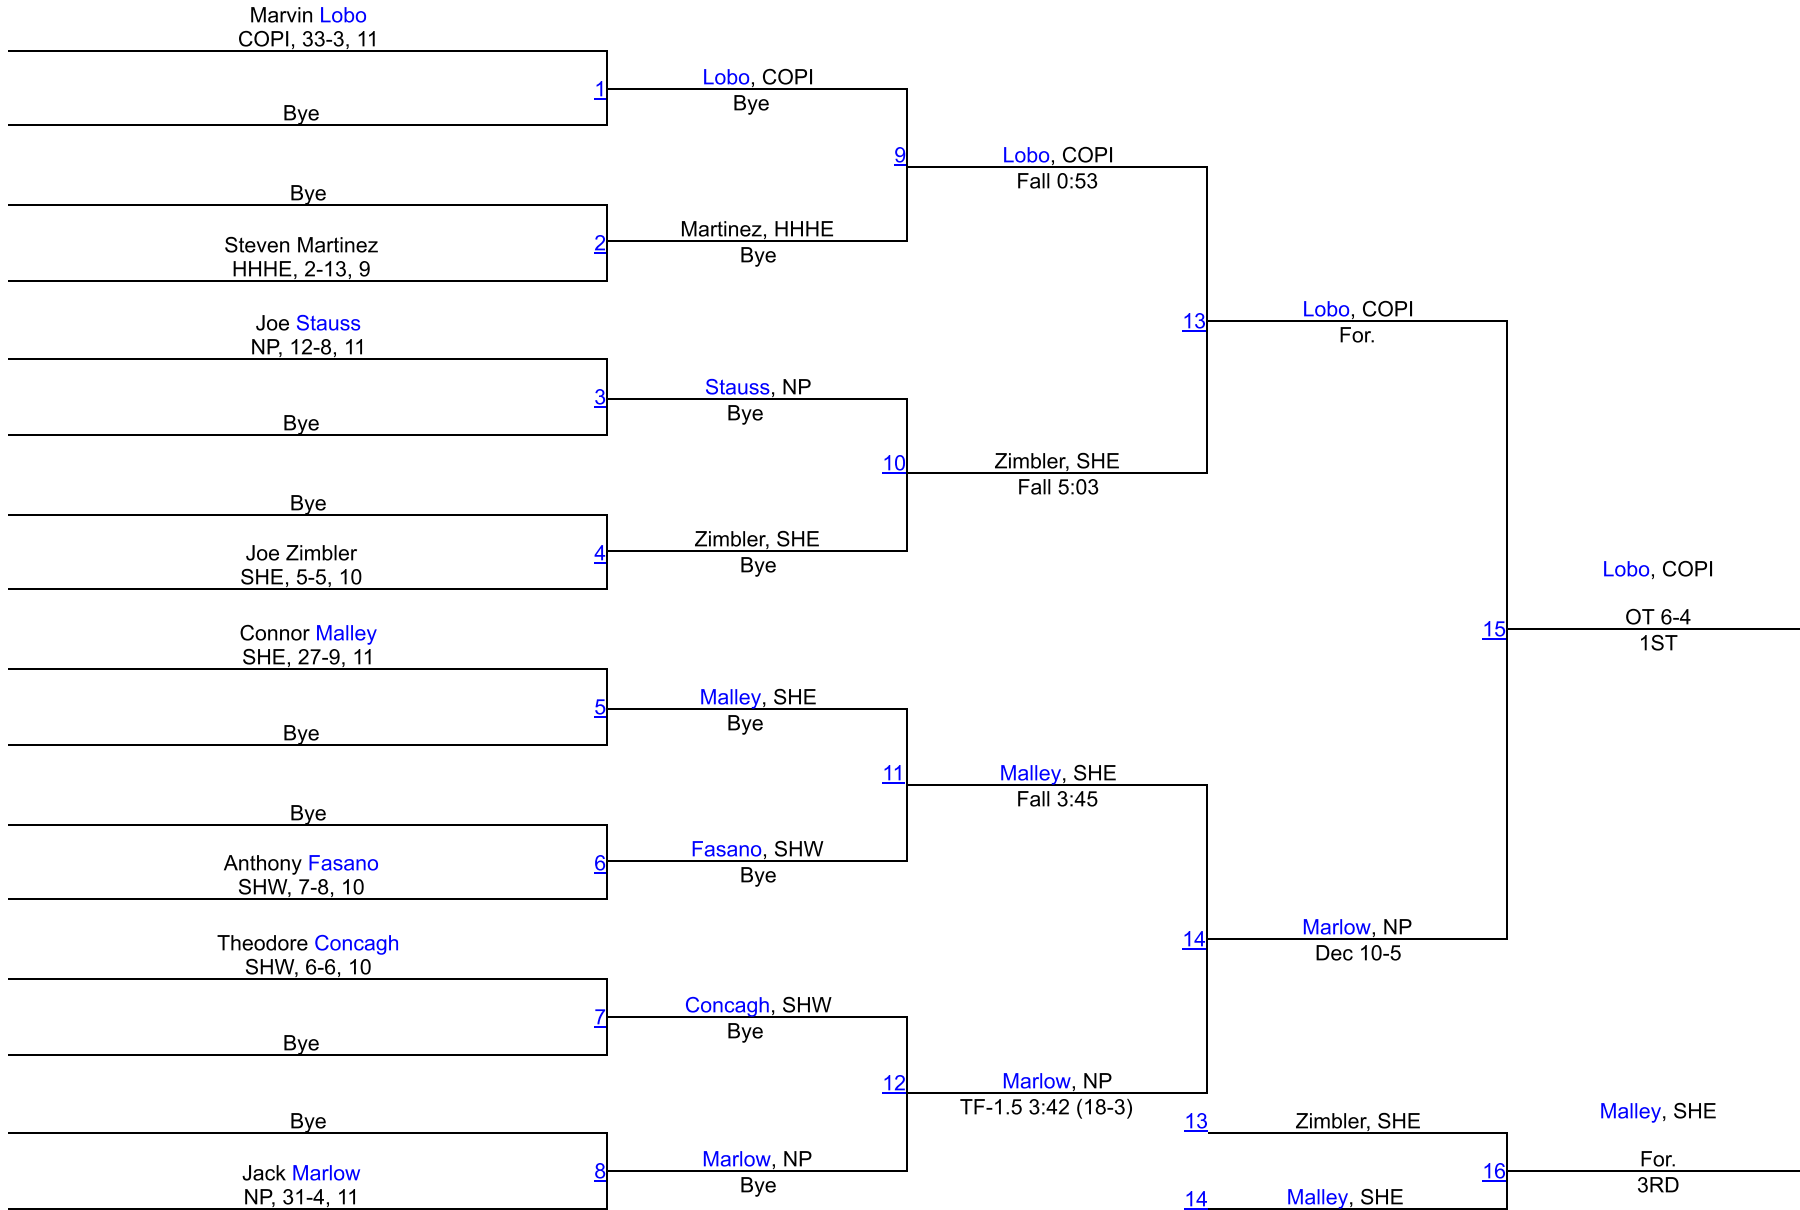 Marvin Lobo
COPI, 33-3, 11
1
Bye
Bye
2
Steven Martinez
HHHE, 2-13, 9
Joe Stauss
NP, 12-8, 11
3
Bye
Bye
4
Joe Zimbler
SHE, 5-5, 10
Connor Malley
SHE, 27-9, 11
5
Bye
Bye
6
Anthony Fasano
SHW, 7-8, 10
Theodore Concagh
SHW, 6-6, 10
7
Bye
Bye
8
Jack Marlow
NP, 31-4, 11
Lobo, COPI
Bye
9
Martinez, HHHE
Bye
Stauss, NP
Bye
10
Zimbler, SHE
Bye
Malley, SHE
Bye
11
Fasano, SHW
Bye
Concagh, SHW
Bye
12
Marlow, NP
Bye
Lobo, COPI
Fall 0:53
13
Zimbler, SHE
Fall 5:03
Malley, SHE
Fall 3:45
14
Marlow, NP
TF-1.5 3:42 (18-3)
Lobo, COPI
For.
15
Marlow, NP
Dec 10-5
Lobo, COPI
OT 6-4
1ST
13
Zimbler, SHE
16
14
Malley, SHE
Malley, SHE
For.
3RD